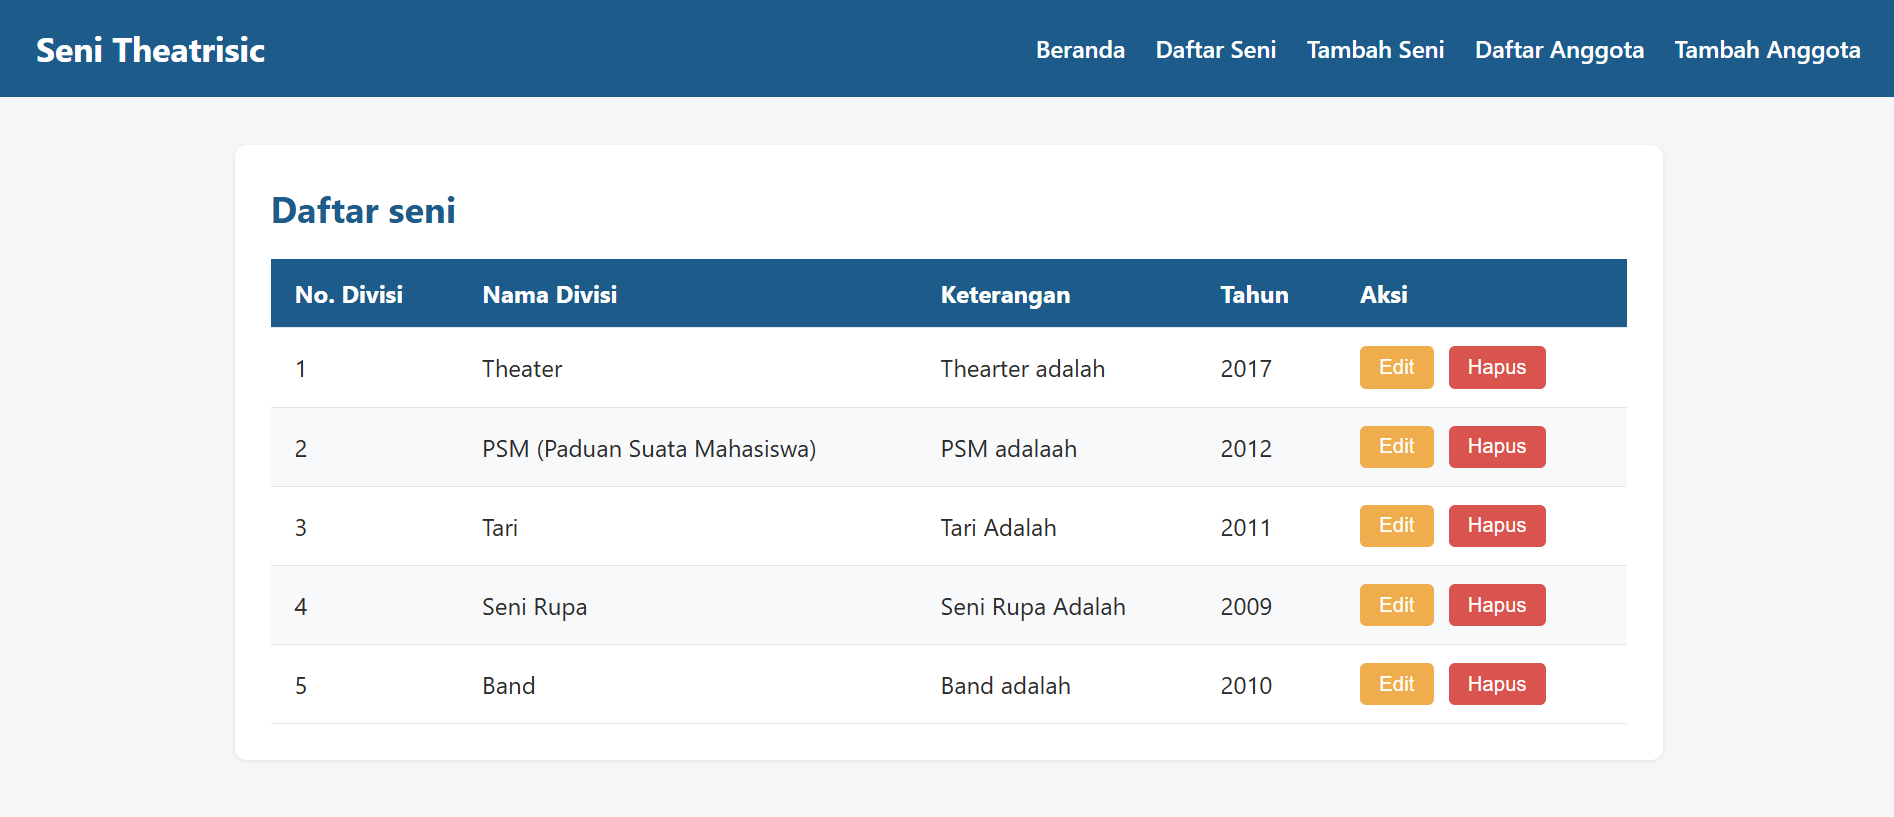 Seni Theatrisic
Beranda Daftar Seni Tambah Seni Daftar Anggota Tambah Anggota
Daftar seni
No. Divisi Nama Divisi Keterangan Tahun Aksi
1 Theater Thearter adalah 2017 Edit Hapus
2 PSM (Paduan Suata Mahasiswa) PSM adalaah 2012 Edit Hapus
3 Tari Tari Adalah 2011 Edit Hapus
4 Seni Rupa Seni Rupa Adalah 2009 Edit Hapus
5 Band Band adalah 2010 Edit Hapus